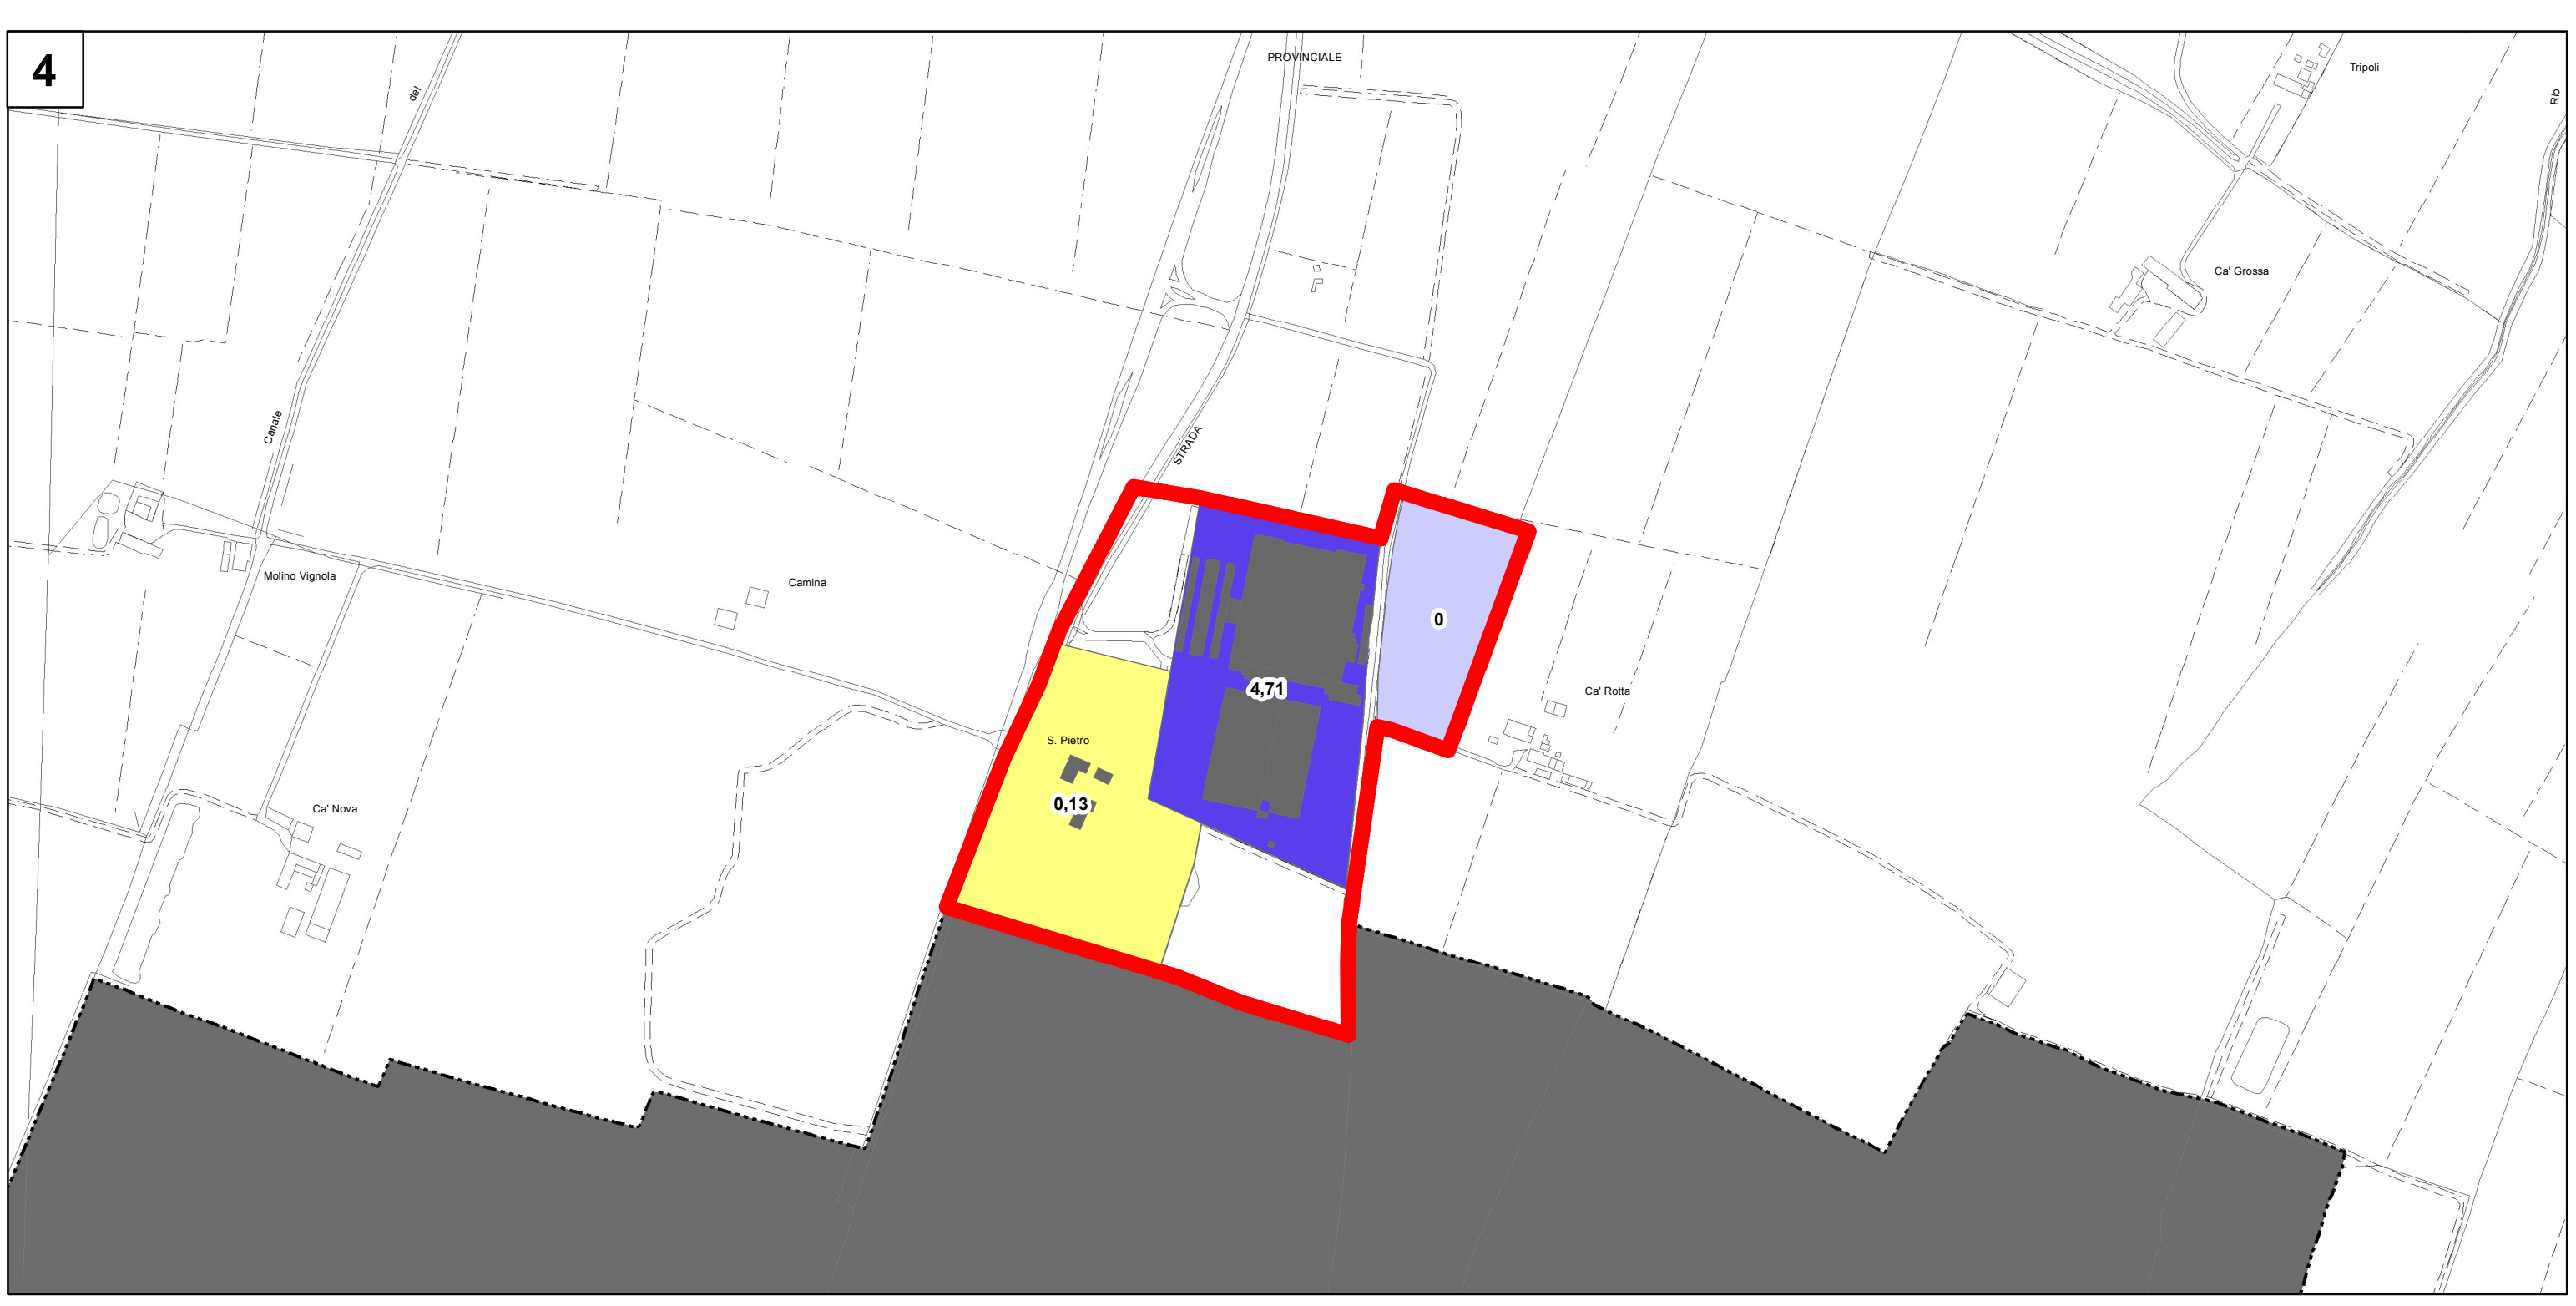 4
PROVINCIALE
Tripoli
Rio
del
Ca' Grossa
Canale
STRADA
Molino Vignola
Camina
0
4,71
Ca' Rotta
S. Pietro
0,13
Ca' Nova